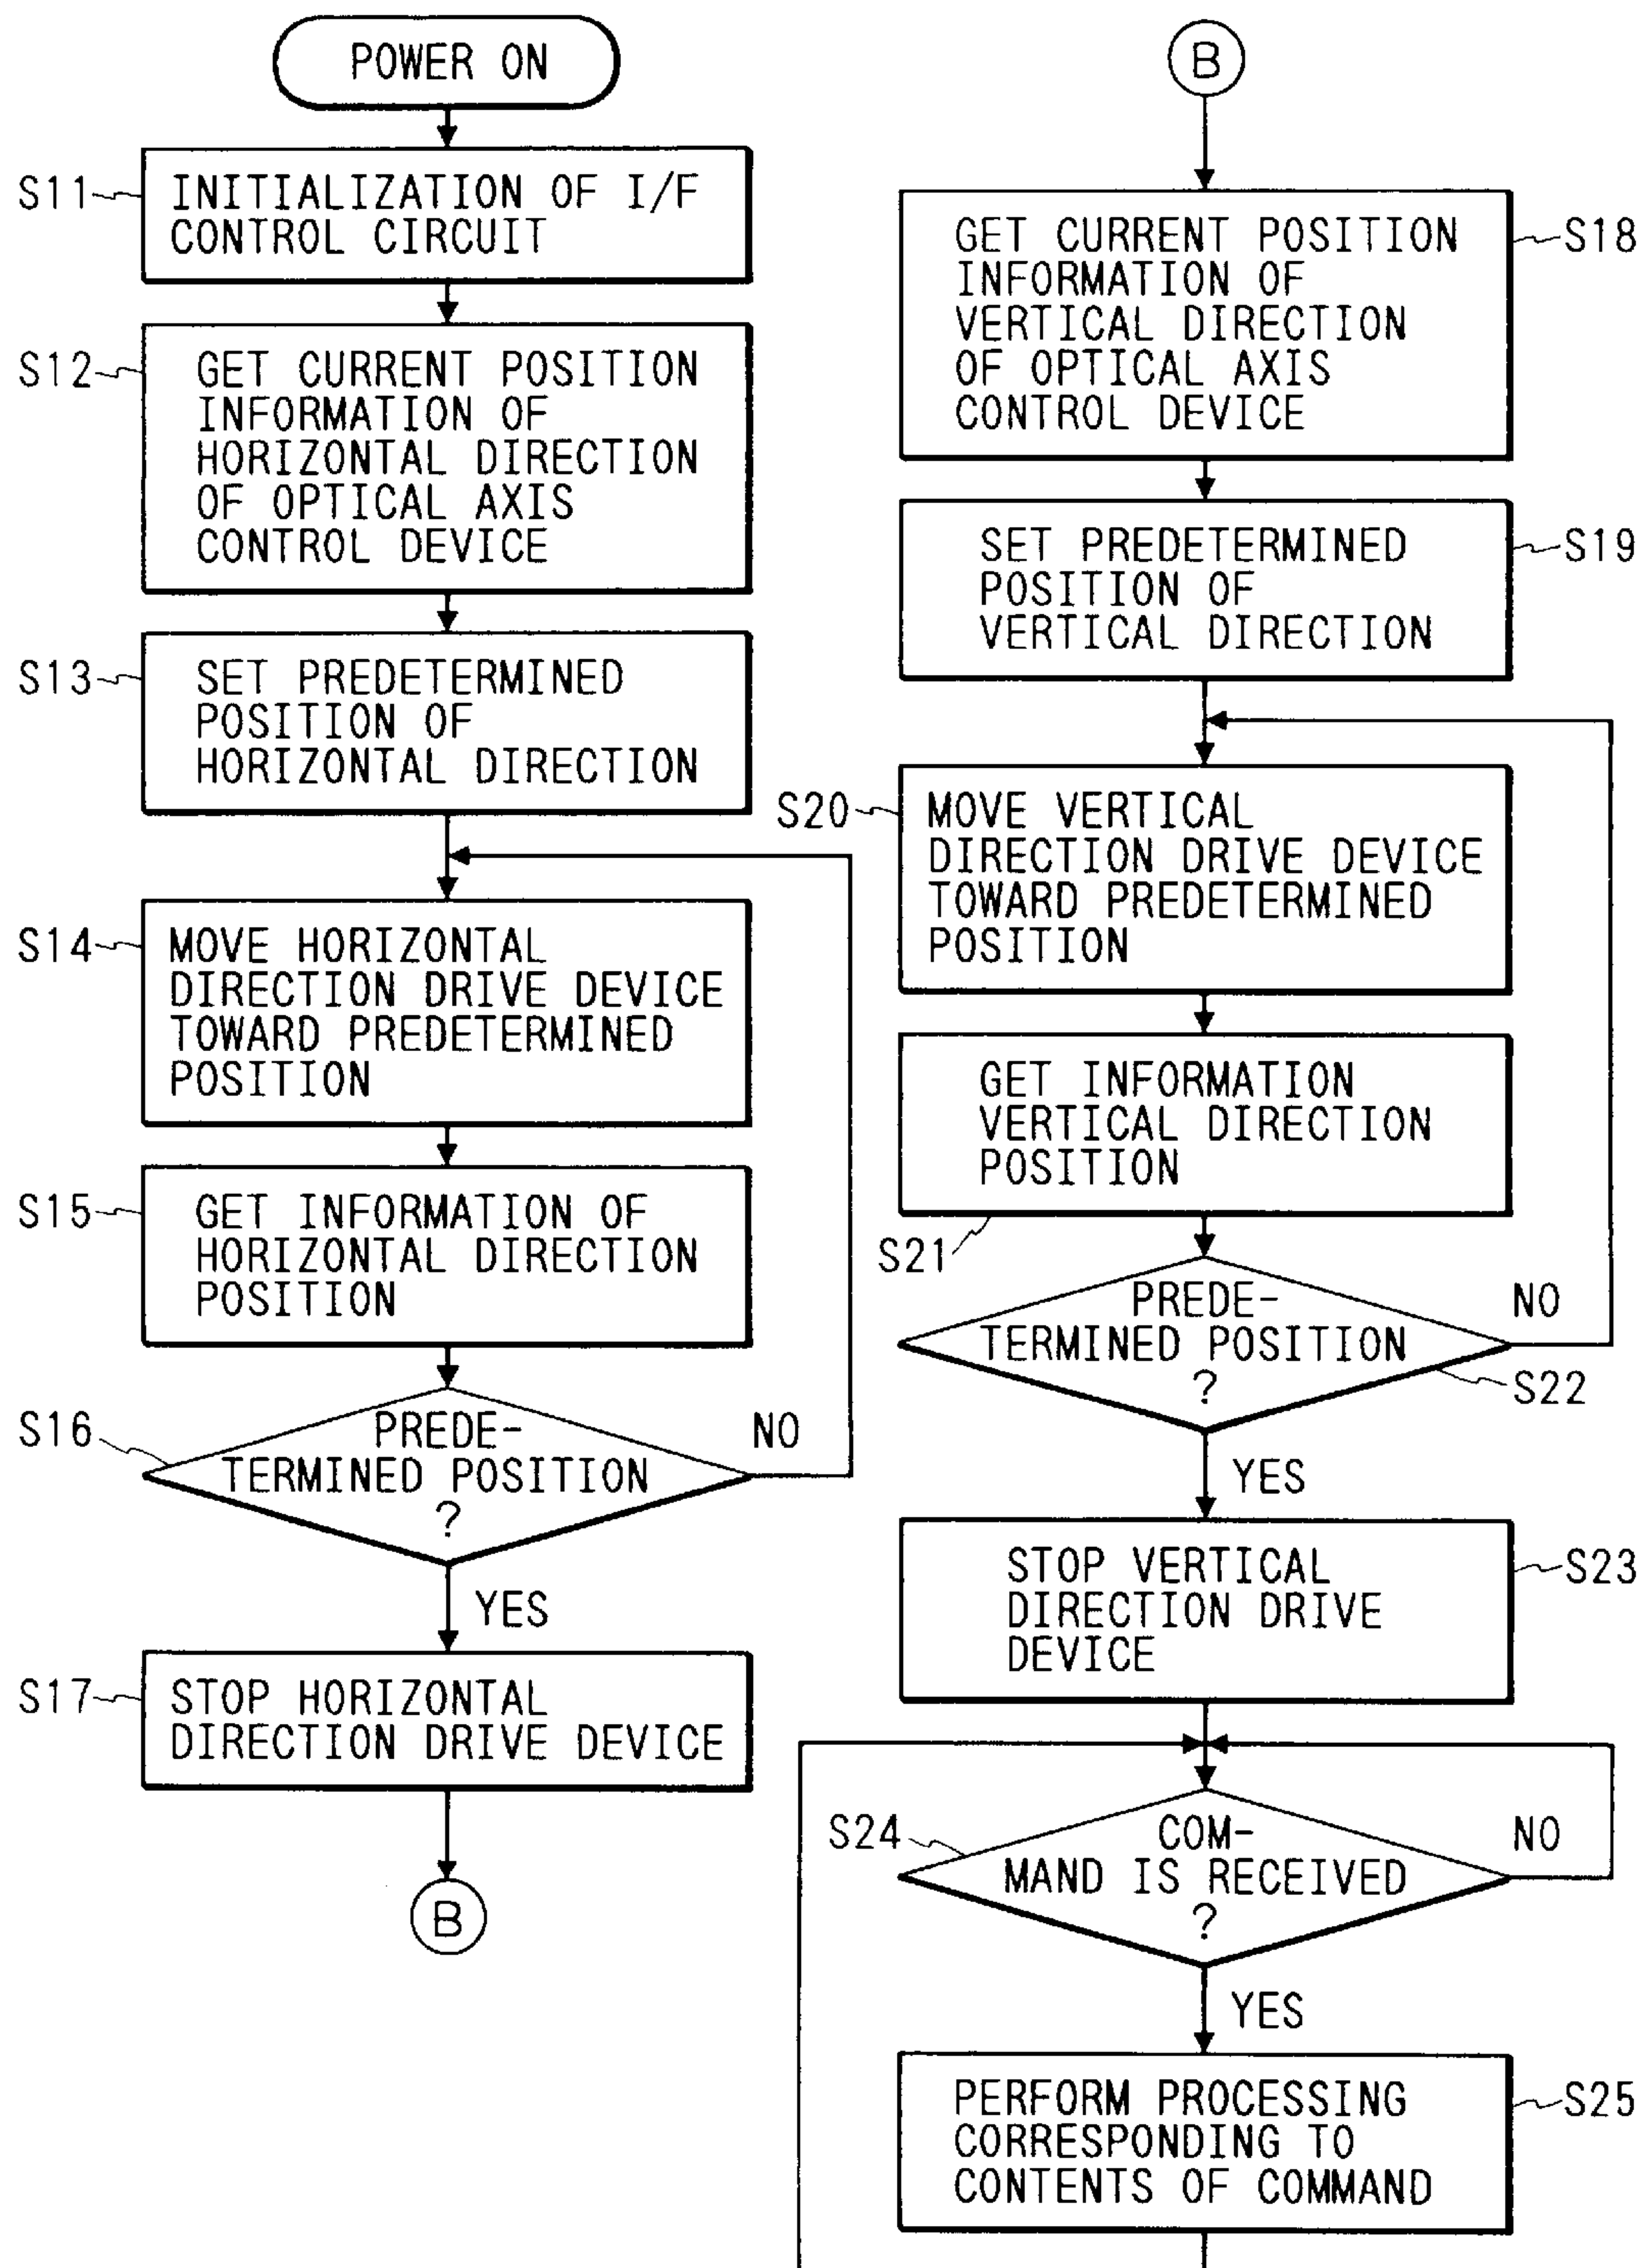 POWER ON
S11
INITIALIZATION OF I/F
CONTROL CIRCUIT
S12
GET CURRENT POSITION
INFORMATION OF
HORIZONTAL DIRECTION
OF OPTICAL AXIS
CONTROL DEVICE
S13
SET PREDETERMINED
POSITION OF
HORIZONTAL DIRECTION
S14
MOVE HORIZONTAL
DIRECTION DRIVE DEVICE
TOWARD PREDETERMINED
POSITION
S15
GET INFORMATION OF
HORIZONTAL DIRECTION
POSITION
S16
PREDE-
TERMINED POSITION
?
NO
YES
S17
STOP HORIZONTAL
DIRECTION DRIVE DEVICE
B
B
GET CURRENT POSITION
INFORMATION OF
VERTICAL DIRECTION
OF OPTICAL AXIS
CONTROL DEVICE
S18
SET PREDETERMINED
POSITION OF
VERTICAL DIRECTION
S19
S20
MOVE VERTICAL
DIRECTION DRIVE DEVICE
TOWARD PREDETERMINED
POSITION
GET INFORMATION
VERTICAL DIRECTION
POSITION
S21
PREDE-
TERMINED POSITION
?
NO
S22
YES
STOP VERTICAL
DIRECTION DRIVE
DEVICE
S23
S24
COM-
MAND IS RECEIVED
?
NO
YES
PERFORM PROCESSING
CORRESPONDING TO
CONTENTS OF COMMAND
S25